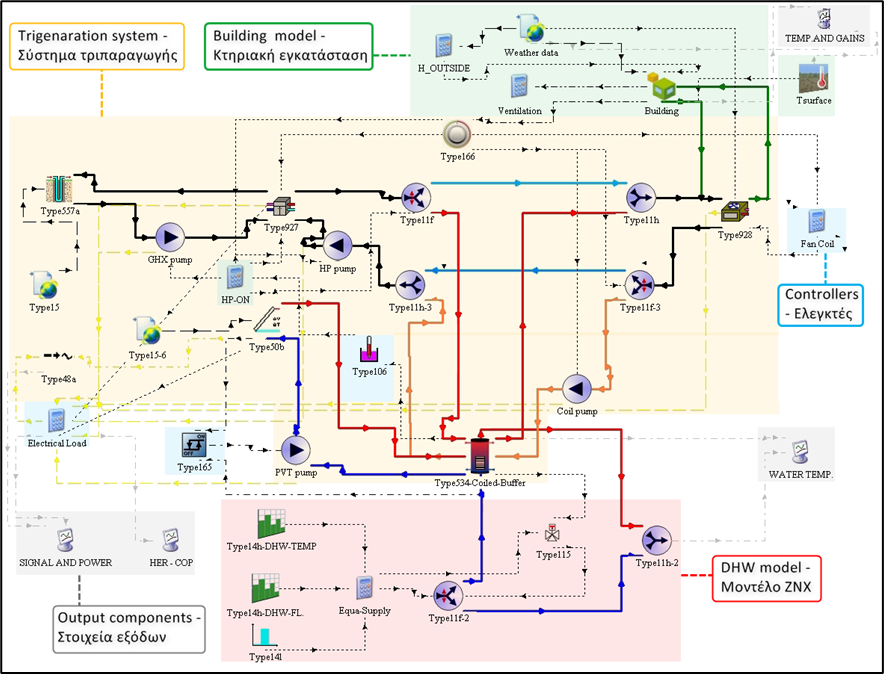 Trigenaration system -
Σύστημα τριπαραγωγής
Building model -
Κτηριακή εγκατάσταση
H_OUTSIDE
Weather data
TEMP.AND GAINS
Ventilation
Building
Tsurface
Type166
Type557a
Type927
Type11f
Type11h
Type928
Fan Coil
GHX pump
HP pump
Type15
HP-ON
Type11h-3
Type11f-3
Controllers
- Ελεγκτές
Type15-6
Type50b
Type106
Type48a
Coil pump
Electrical Load
Type165
PVT pump
Type534-Coiled-Buffer
WATER TEMP.
SIGNAL AND POWER
HER - COP
Type14h-DHW-TEMP
Type115
Type11h-2
DHW model -
Μοντέλο ΖΝΧ
Type14h-DHW-FL.
Equa-Supply
Type11f-2
Output components -
Στοιχεία εξόδων
Type14l